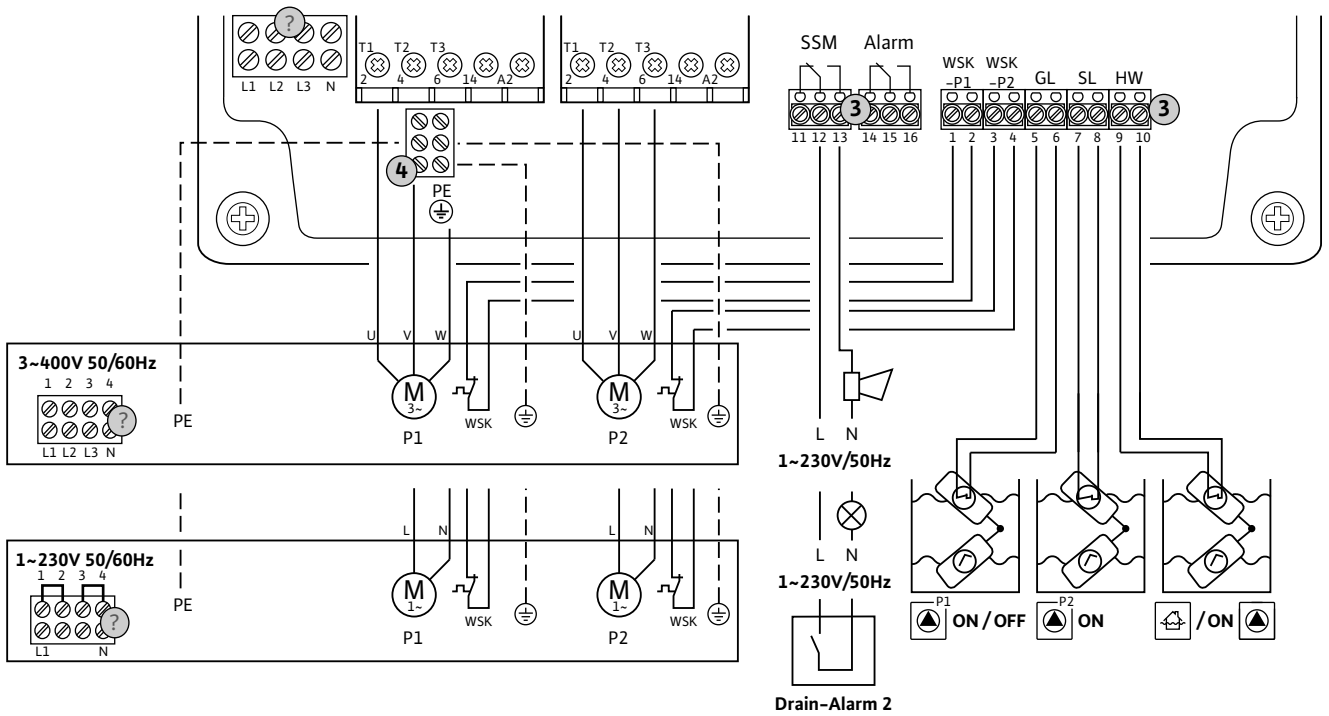 ?
L1 L2 L3 N
T1 T2 T3
2 4 6 14 A2
T1 T2 T3
2 4 6 14 A2
SSM Alarm
3
11 12 13 14 15 16
WSK WSK
-P1 -P2 GL SL HW
3
1 2 3 4 5 6 7 8 9 10
4
PE
U V W U V W
3~400V 50/60Hz
1 2 3 4
?
L1 L2 L3 N
PE
M
3~
P1
WSK
M
3~
P2
WSK
L N
1~230V/50Hz
L N L N
1~230V 50/60Hz
1 2 3 4
?
L1 N
PE
M
1~
P1
WSK
M
1~
P2
WSK
L N
1~230V/50Hz
Drain-Alarm 2
P1
ON/OFF
P2
ON
/ON